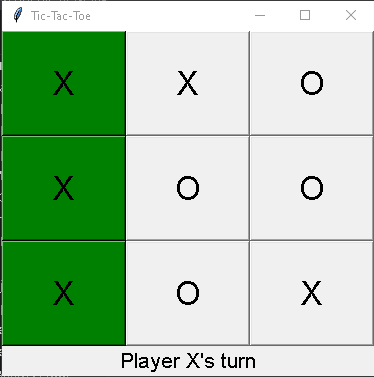 Tic-Tac-Toe
X X O
X O O
X O X
Player X's turn